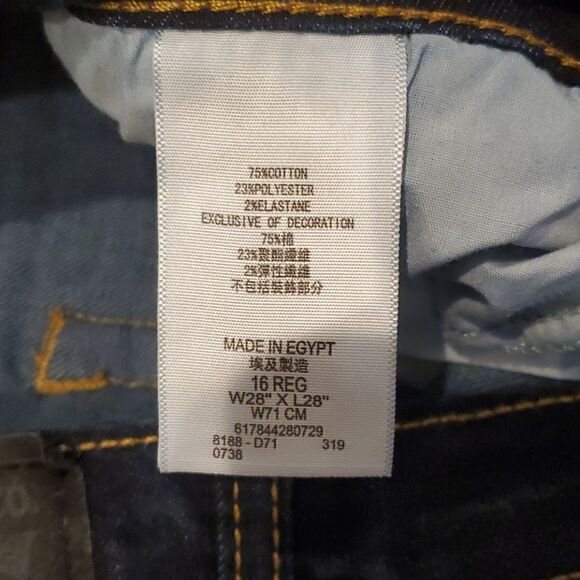 75%COTTON
23%POLYESTER
2%ELASTANE
EXCLUSIVE OF DECORATION
75%棉
23%聚酯纖維
2%彈性纖維
不包括裝飾部分
MADE IN EGYPT
埃及製造
16 REG
W28" X L28"
W71 CM
617844280729
8188 - D71 319
0738